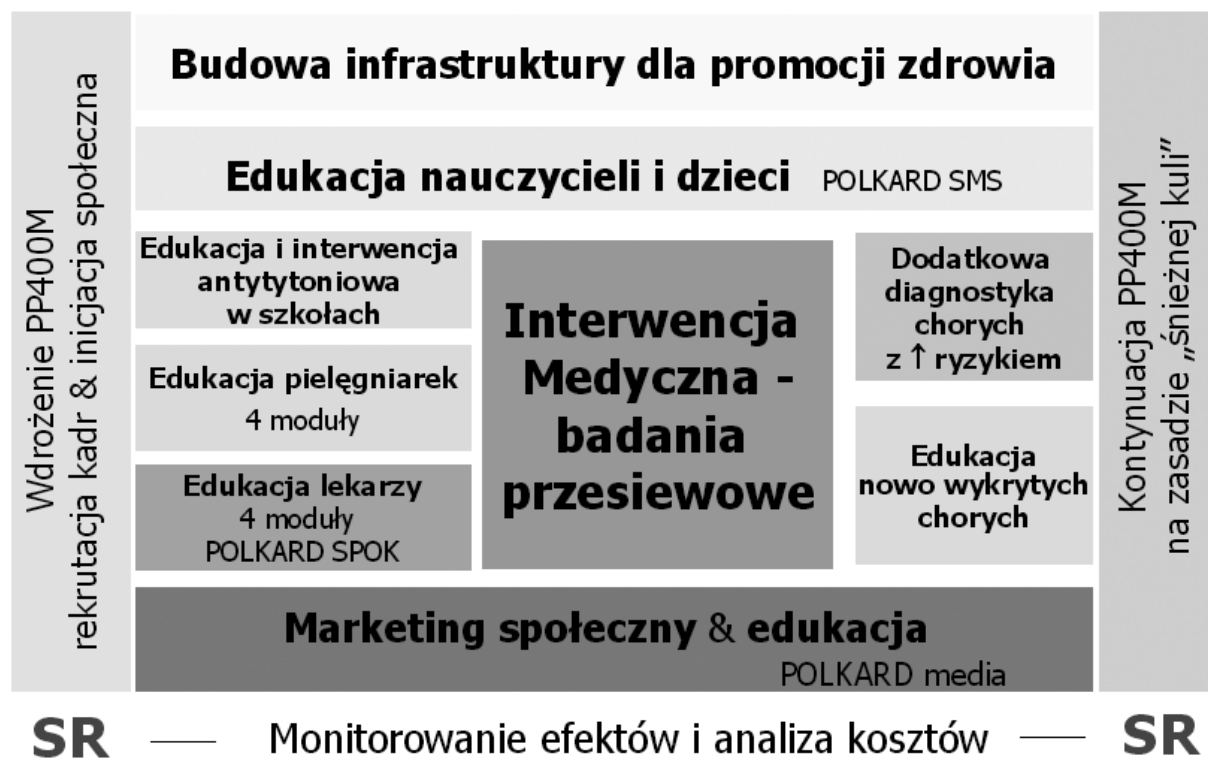 Wdrożenie PP400M
rekrutacja kadr & inicjacja społeczna
Budowa infrastruktury dla promocji zdrowia
Edukacja nauczycieli i dzieci POLKARD SMS
Edukacja i interwencja
antytytoniowa
w szkołach
Edukacja pielęgniarek
4 moduły
Edukacja lekarzy
4 moduły
POLKARD SPOK
Interwencja
Medyczna -
badania
przesiewowe
Dodatkowa
diagnostyka
chorych
z ↑ ryzykiem
Edukacja
nowo wykrytych
chorych
Marketing społeczny & edukacja
POLKARD media
Kontynuacja PP400M
na zasadzie „śnieżnej kuli”
SR — Monitorowanie efektów i analiza kosztów — SR